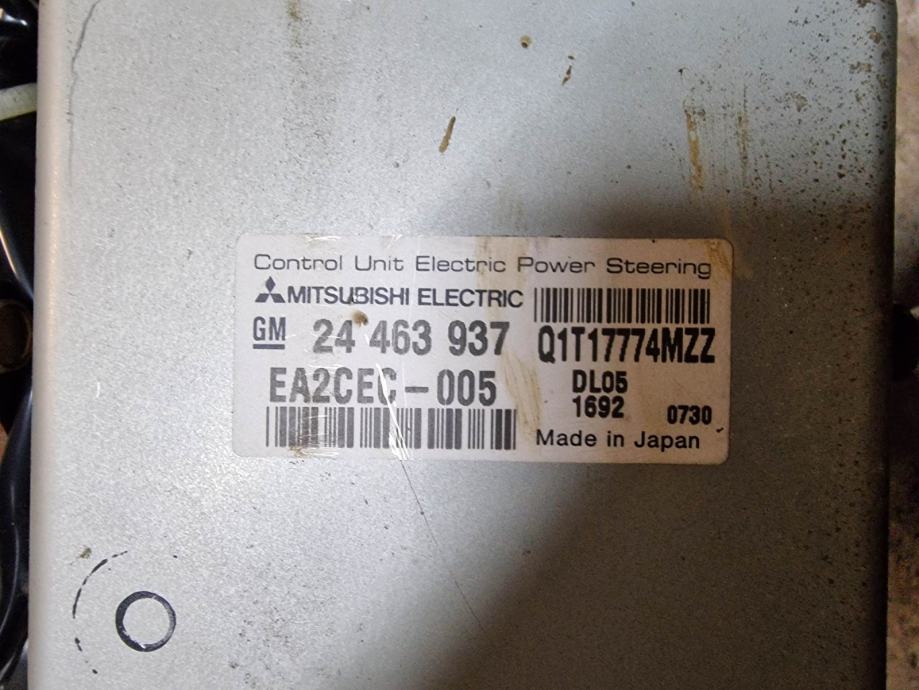 Control Unit Electric Power Steering
MITSUBISHI ELECTRIC
GM 24 463 937 Q1T17774MZZ
EA2CEC-005 DL05
1692 0730
Made in Japan